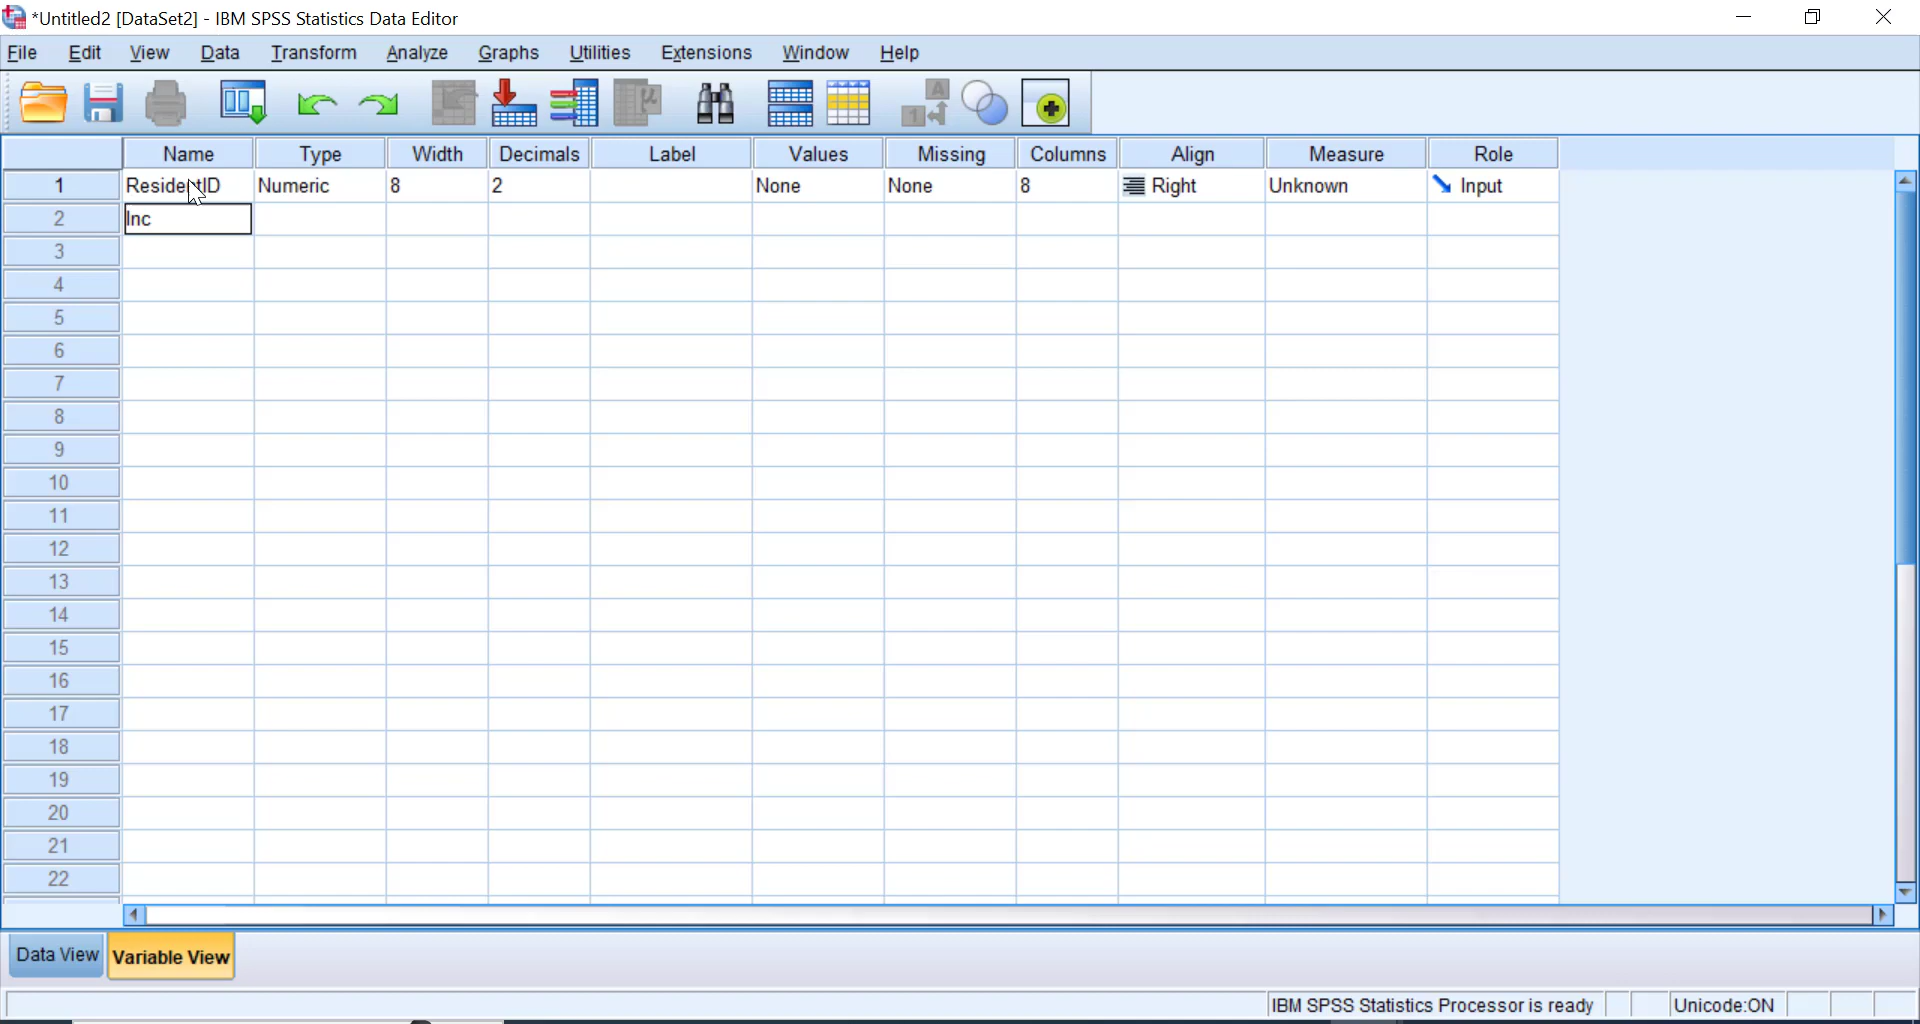 *Untitled2 [DataSet2] - IBM SPSS Statistics Data Editor
File Edit View Data Transform Analyze Graphs Utilities Extensions Window Help
Name Type Width Decimals Label Values Missing Columns Align Measure Role
1 ResidentID Numeric 8 2 None None 8 Right Unknown Input
2 Inc
3
4
5
6
7
8
9
10
11
12
13
14
15
16
17
18
19
20
21
22
Data View Variable View
IBM SPSS Statistics Processor is ready Unicode:ON